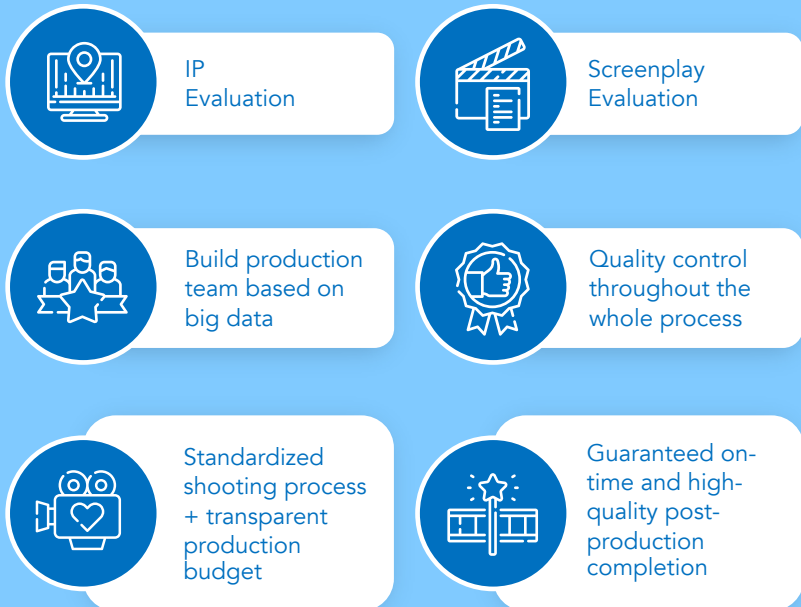 IP
Evaluation
Screenplay
Evaluation
Build production
team based on
big data
Quality control
throughout the
whole process
Standardized
shooting process
+ transparent
production
budget
Guaranteed on-
time and high-
quality post-
production
completion